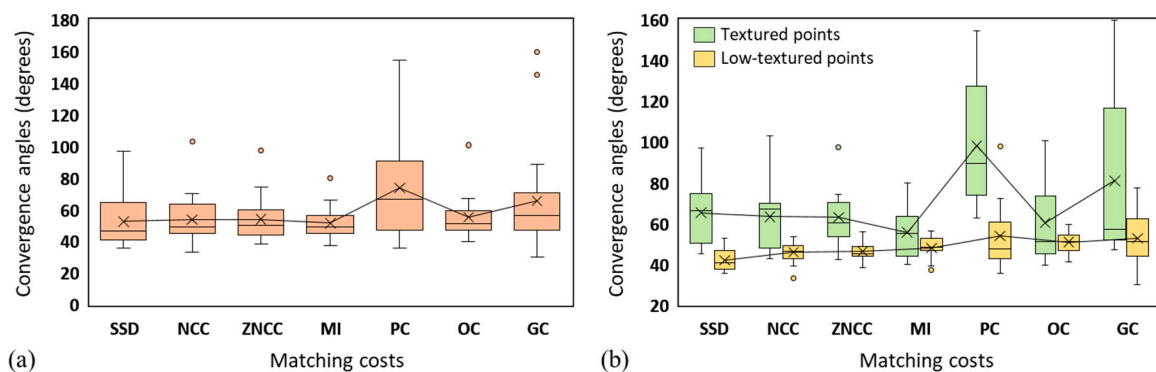 180
160
140
120
100
80
60
40
20
0
Convergence angles (degrees)
SSD NCC ZNCC MI PC OC GC
(a) Matching costs
160
140
120
100
80
60
40
20
Convergence angles (degrees)
Textured points
Low-textured points
SSD NCC ZNCC MI PC OC GC
(b) Matching costs